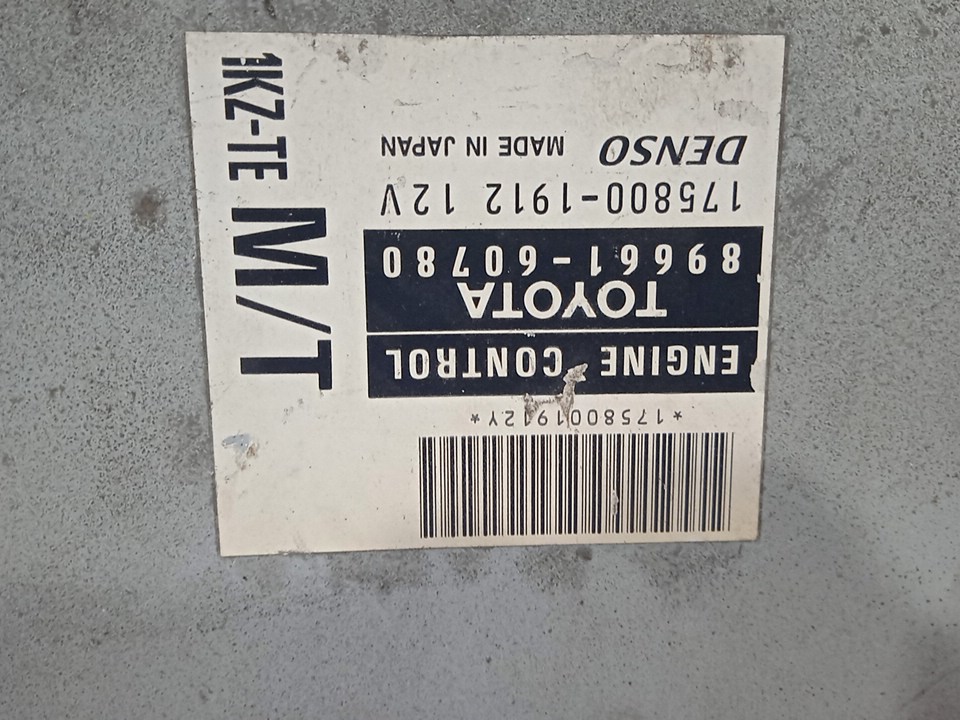 *1758001912Y*
ENGINE CONTROL
TOYOTA
89661-60780
175800-1912 12V
DENSO MADE IN JAPAN
1KZ-TE M/T